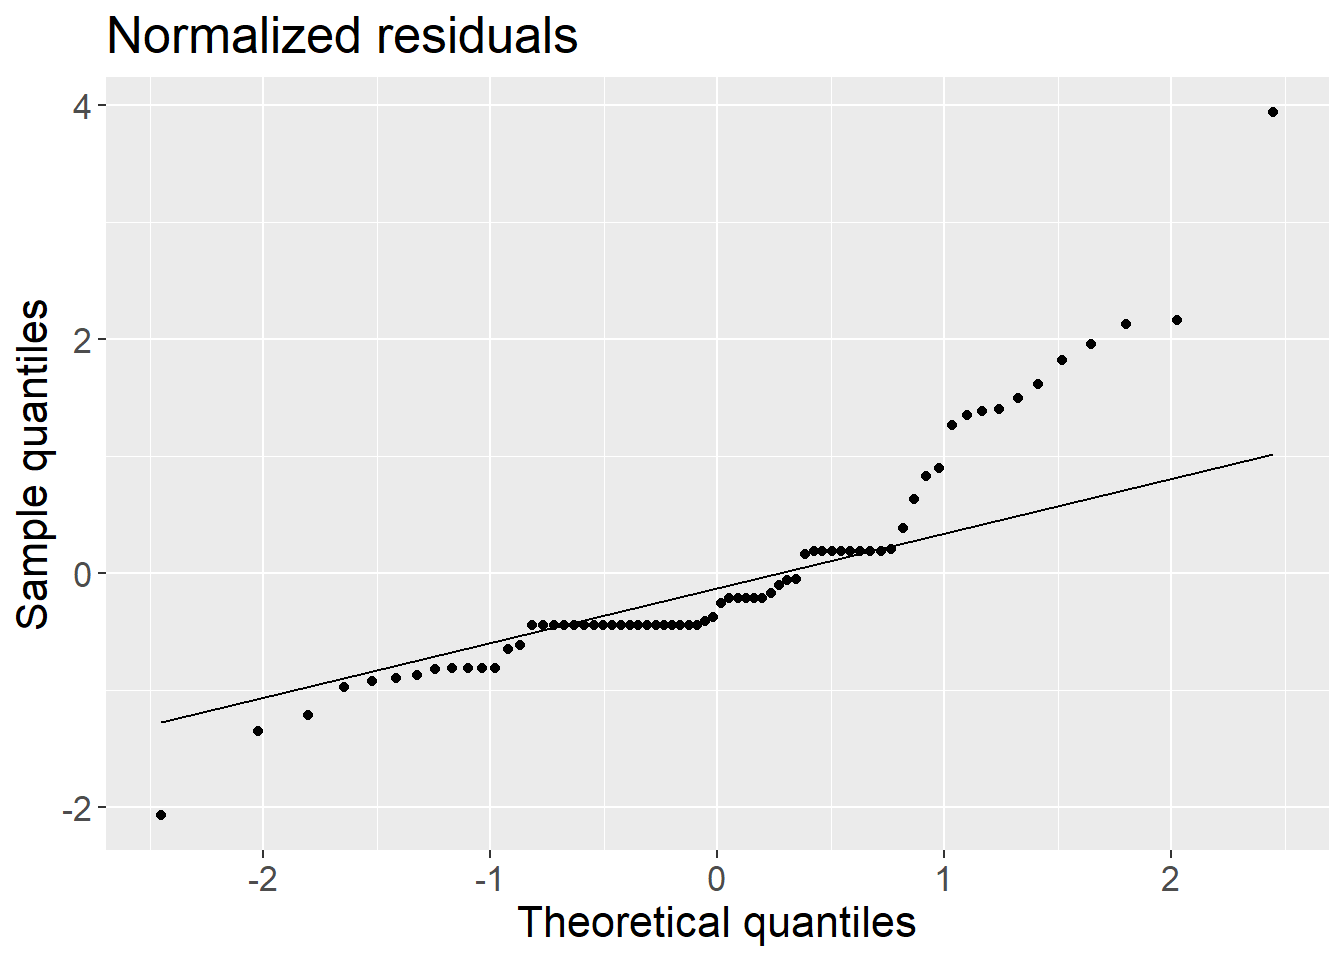 Normalized residuals
Sample quantiles
4
2
0
-2
-2 -1 0 1 2
Theoretical quantiles